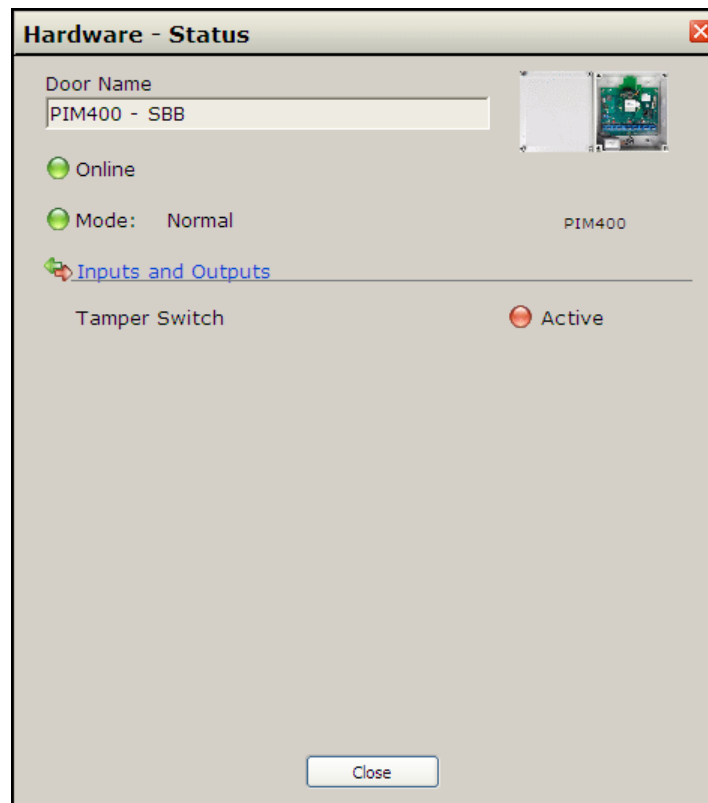 Hardware - Status
Door Name
PIM400 - SBB
Online
Mode: Normal
PIM400
Inputs and Outputs
Tamper Switch
Active
Close